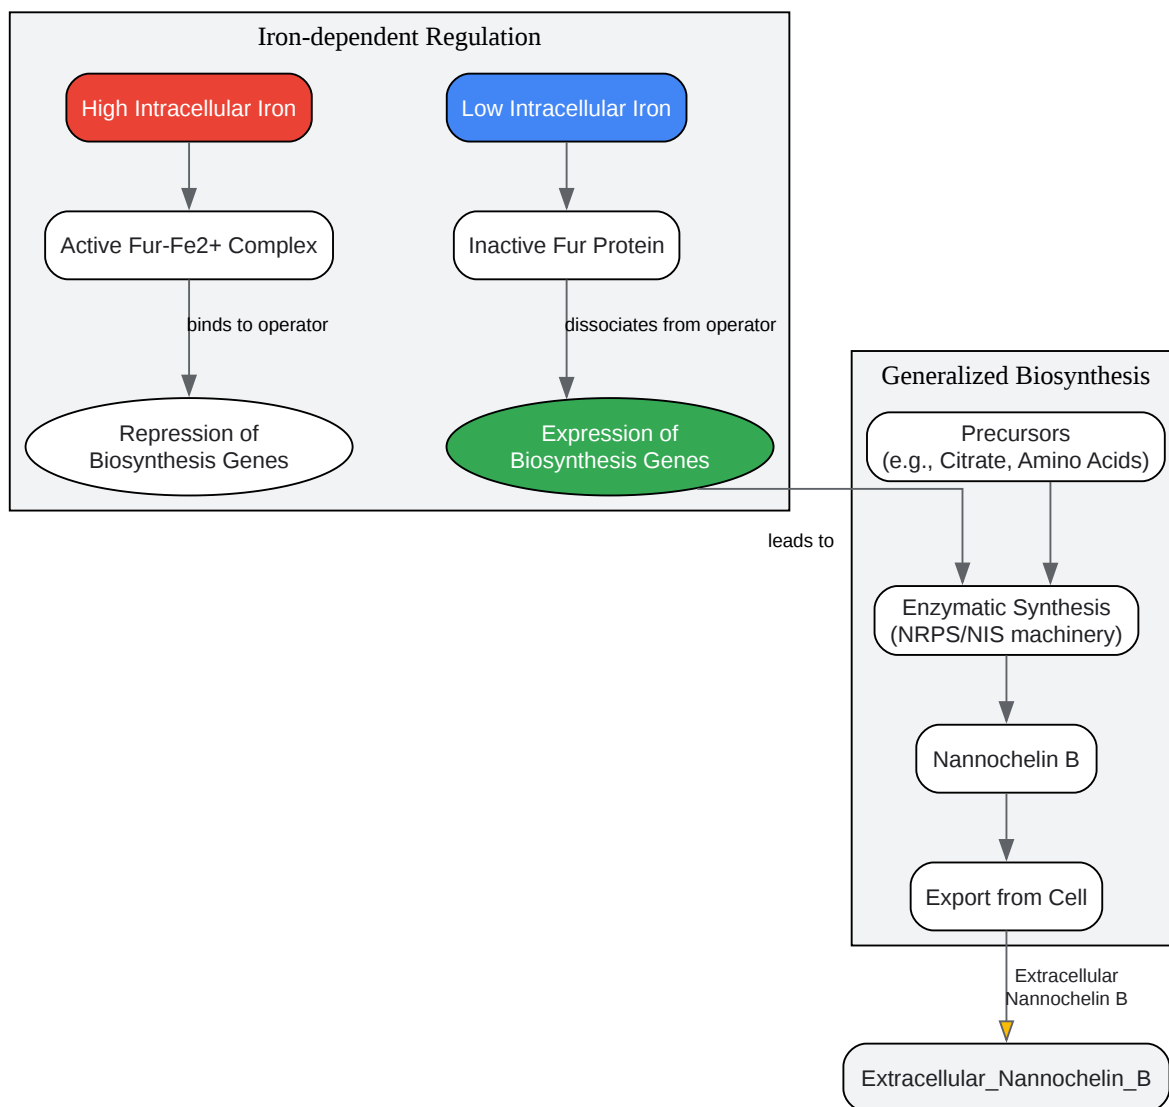 Iron-dependent Regulation
High Intracellular Iron
Low Intracellular Iron
Active Fur-Fe2+ Complex
Inactive Fur Protein
binds to operator
dissociates from operator
Repression of
Biosynthesis Genes
Expression of
Biosynthesis Genes
leads to
Generalized Biosynthesis
Precursors
(e.g., Citrate, Amino Acids)
Enzymatic Synthesis
(NRPS/NIS machinery)
Nannochelin B
Export from Cell
Extracellular
Nannochelin B
Extracellular_Nannochelin_B